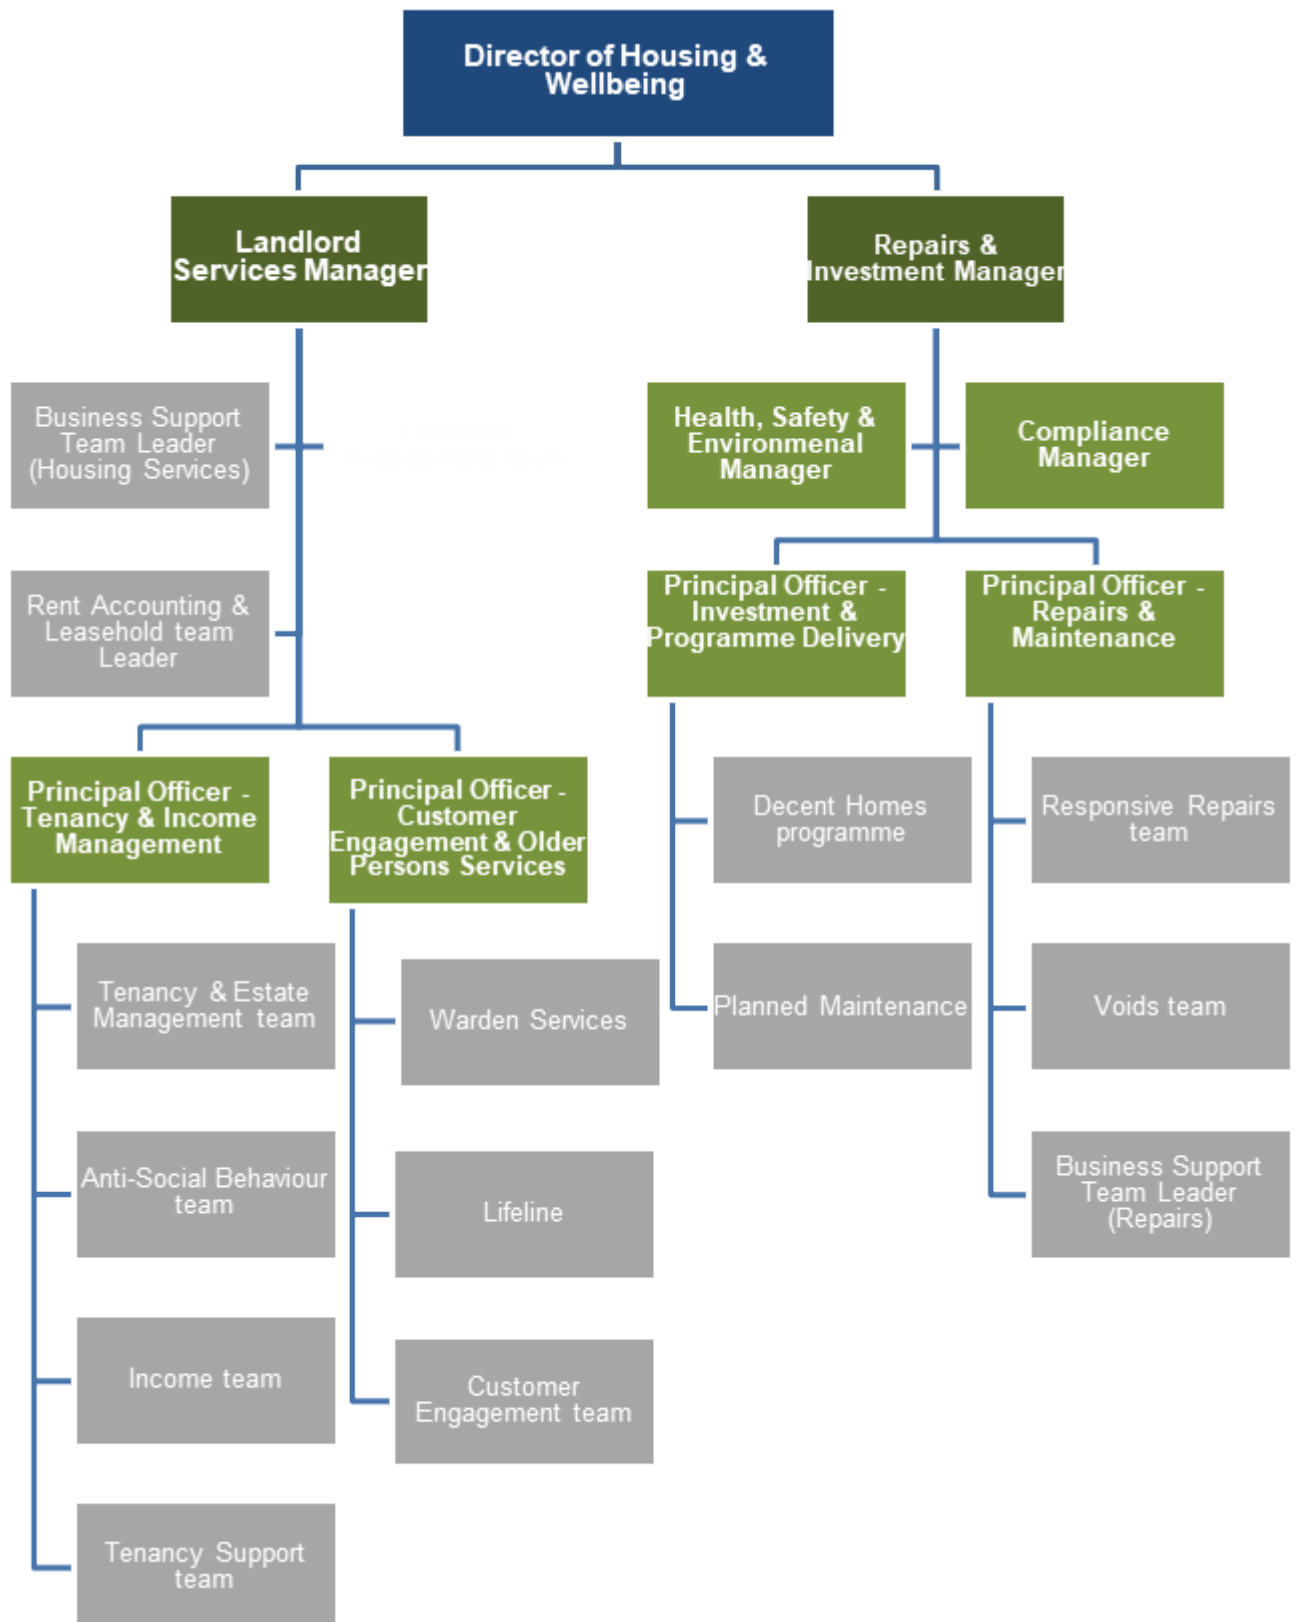 Director of Housing &
Wellbeing
Landlord
Services Manager
Repairs &
Investment Manager
Business Support
Team Leader
(Housing Services)
Health, Safety &
Environmenal
Manager
Compliance
Manager
Rent Accounting &
Leasehold team
Leader
Principal Officer -
Investment &
Programme Delivery
Principal Officer -
Repairs &
Maintenance
Principal Officer -
Tenancy & Income
Management
Principal Officer -
Customer
Engagement & Older
Persons Services
Decent Homes
programme
Responsive Repairs
team
Tenancy & Estate
Management team
Warden Services
Planned Maintenance
Voids team
Anti-Social Behaviour
team
Lifeline
Business Support
Team Leader
(Repairs)
Income team
Customer
Engagement team
Tenancy Support
team